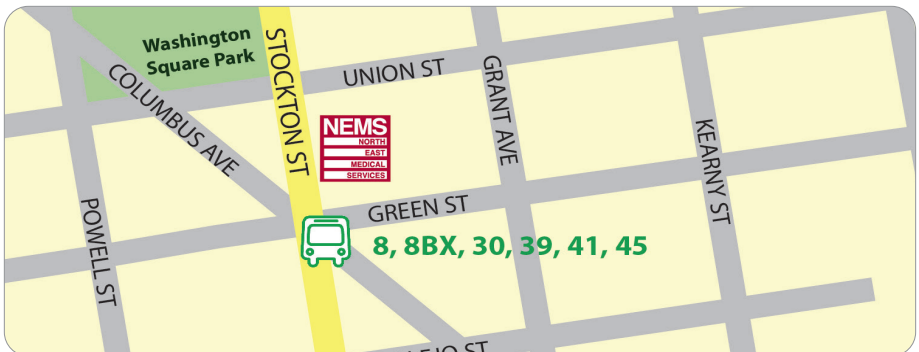 Washington
Square Park
STOCKTON ST
UNION ST
GRANT AVE
COLUMBUS AVE
NEMS
NORTH
EAST
MEDICAL
SERVICES
KEARNY ST
POWELL ST
GREEN ST
8, 8BX, 30, 39, 41, 45
ST